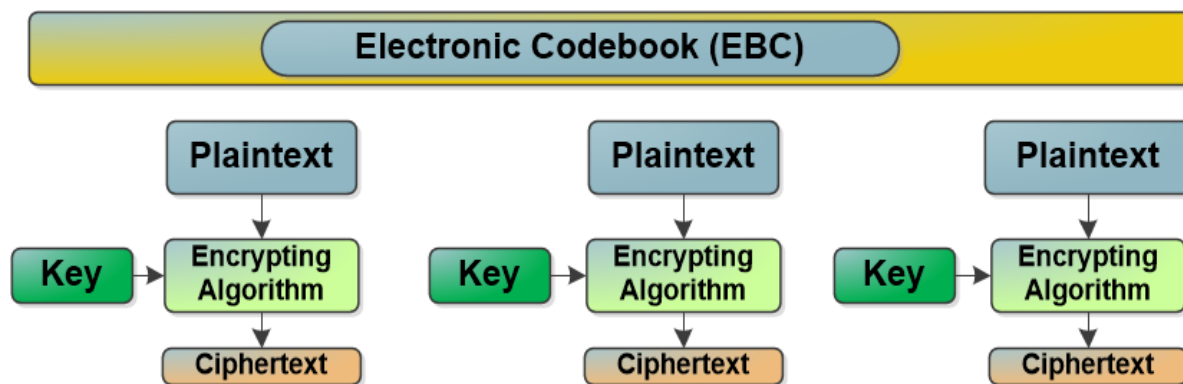 Electronic Codebook (EBC)
Plaintext
Plaintext
Plaintext
Key
Encrypting
Algorithm
Key
Encrypting
Algorithm
Key
Encrypting
Algorithm
Ciphertext
Ciphertext
Ciphertext